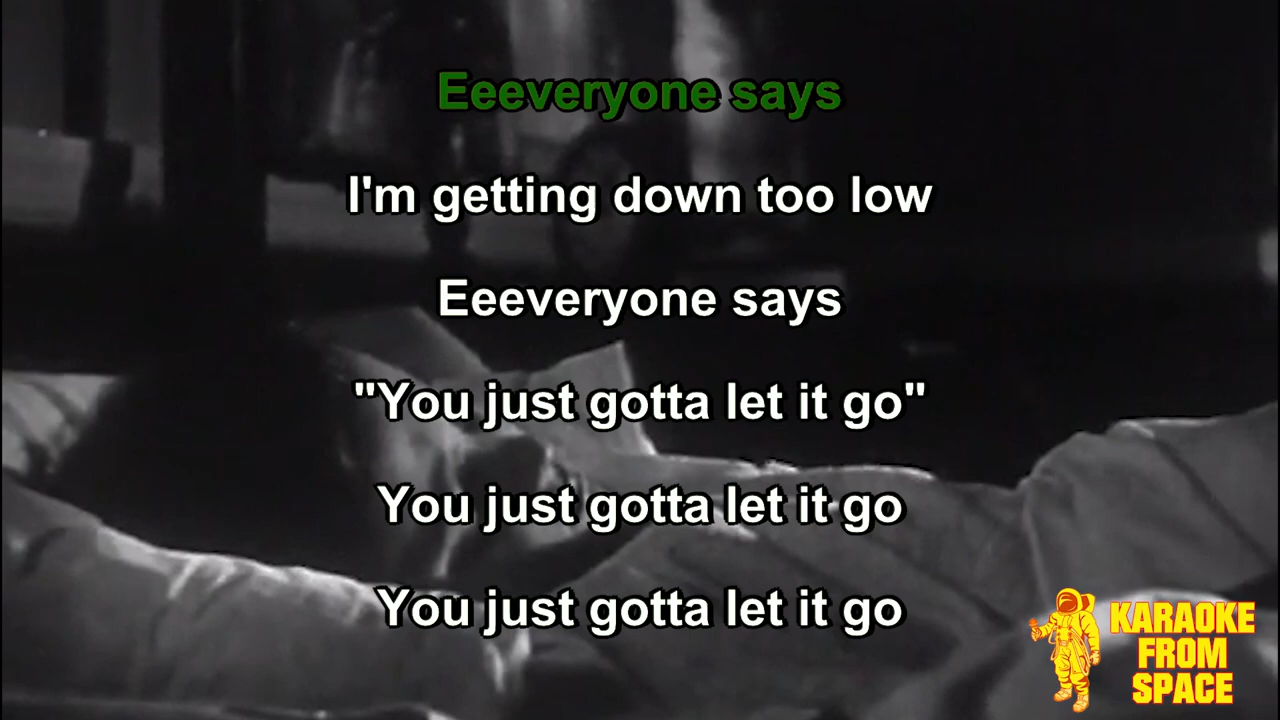 Eeeveryone says
I'm getting down too low
Eeeveryone says
"You just gotta let it go"
You just gotta let it go
You just gotta let it go
KARAOKE
FROM
SPACE